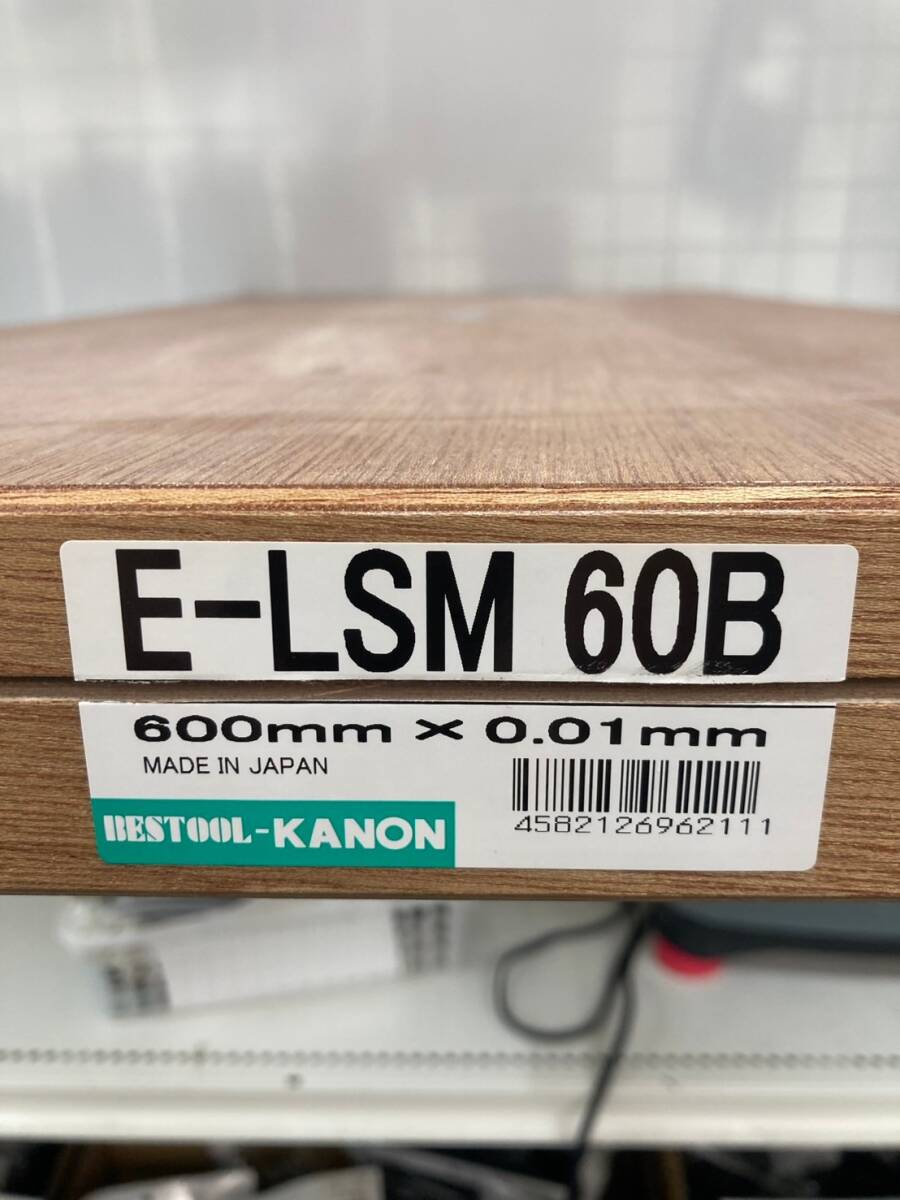 E-LSM 60B
600mm × 0.01mm
MADE IN JAPAN
BESTOOL-KANON
4582126962111